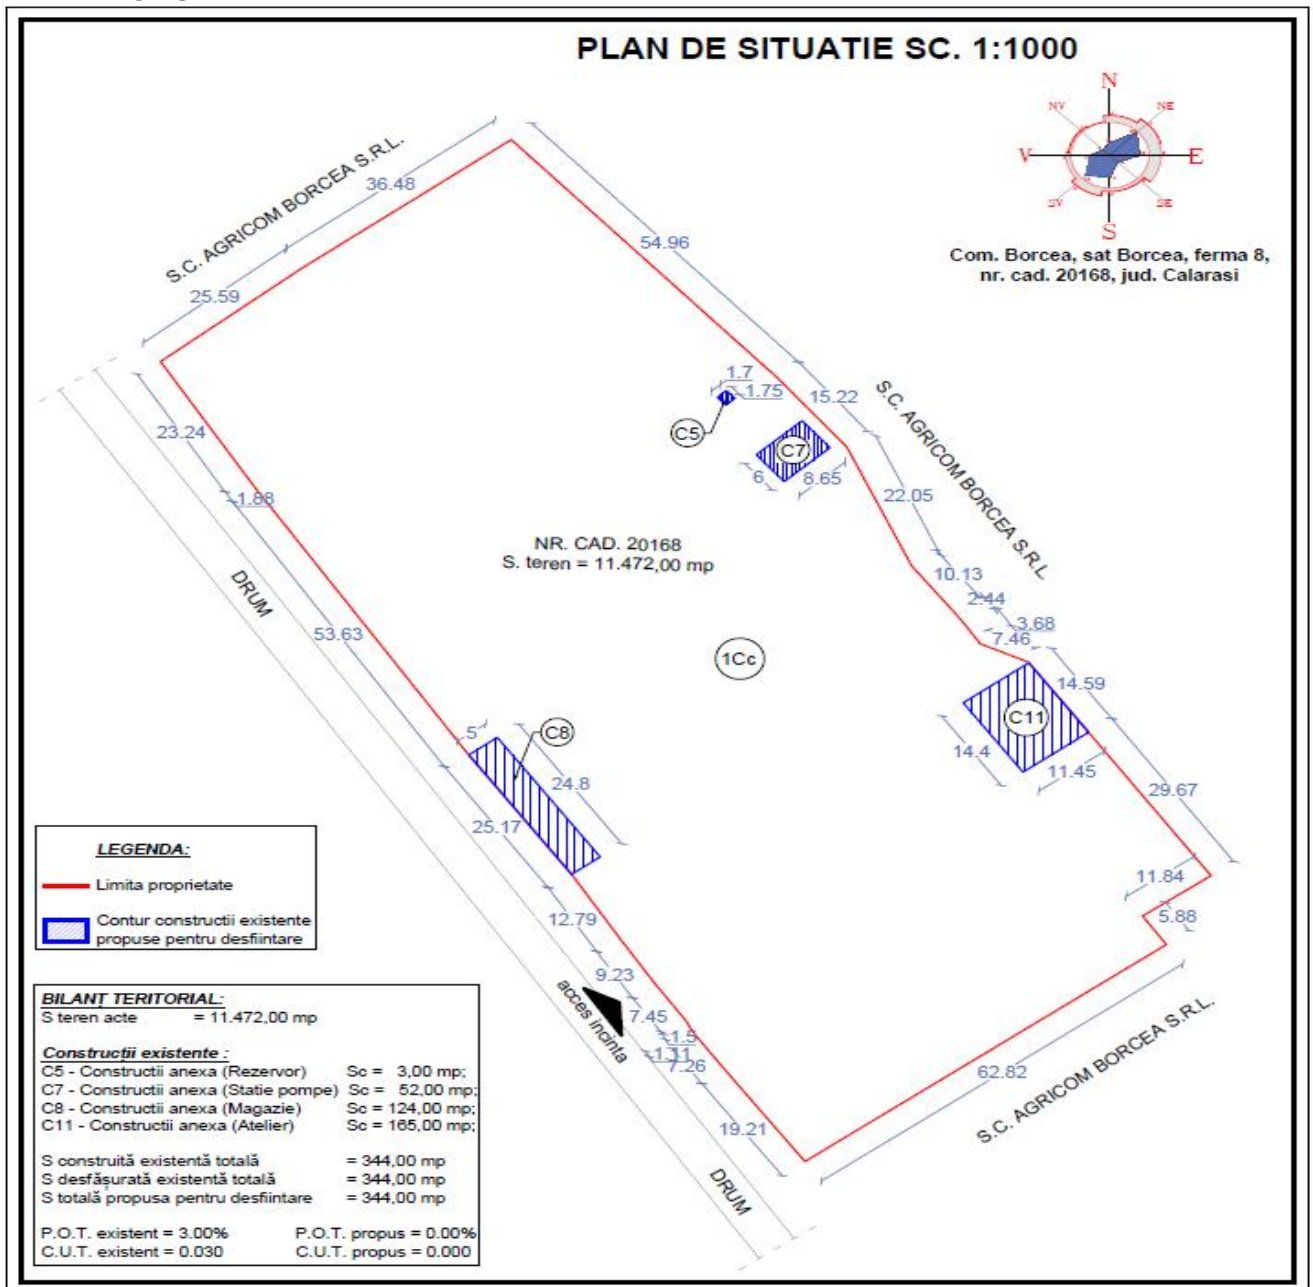 PLAN DE SITUATIE SC. 1:1000
N
NV
NE
V
E
SV
SE
S
Com. Borcea, sat Borcea, ferma 8,
nr. cad. 20168, jud. Calarasi
S.C. AGRICOM BORCEA S.R.L.
36.48
25.59
54.96
15.22
S.C. AGRICOM BORCEA S.R.L
1.7
1.75
C5
C7
6
8.65
22.05
23.24
1.88
NR. CAD. 20168
S. teren = 11.472,00 mp
10.13
2.44
3.68
7.46
DRUM
53.63
1Cc
14.59
C11
14.4
11.45
29.67
5
C8
24.8
25.17
11.84
5.88
12.79
9.23
acces incinta
7.45
1.5
1.11
7.26
19.21
62.82
S.C. AGRICOM BORCEA S.R.L.
DRUM
LEGENDA:
Limita proprietate
Contur constructii existente
propuse pentru desfiintare
BILANȚ TERITORIAL:
S teren acte = 11.472,00 mp
Construcții existente :
C5 - Constructii anexa (Rezervor) Sc = 3,00 mp;
C7 - Constructii anexa (Statie pompe) Sc = 52,00 mp;
C8 - Constructii anexa (Magazie) Sc = 124,00 mp;
C11 - Constructii anexa (Atelier) Sc = 165,00 mp;
S construită existentă totală = 344,00 mp
S desfășurată existentă totală = 344,00 mp
S totală propusa pentru desfiintare = 344,00 mp
P.O.T. existent = 3.00% P.O.T. propus = 0.00%
C.U.T. existent = 0.030 C.U.T. propus = 0.000